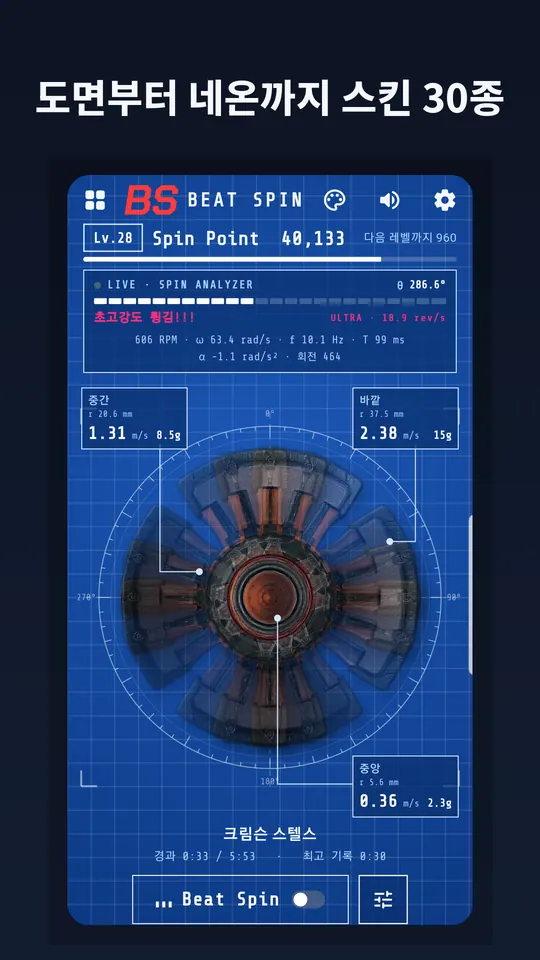 도면부터 네온까지 스킨 30종
BS BEAT SPIN
Lv.28 Spin Point 40,133 다음 레벨까지 960
LIVE · SPIN ANALYZER θ 286.6°
초고강도 튕김!!! ULTRA · 18.9 rev/s
606 RPM · ω 63.4 rad/s · f 10.1 Hz · T 99 ms
α -1.1 rad/s² · 회전 464
중간
r 20.6 mm
1.31 m/s 8.5g
바깥
r 37.5 mm
2.38 m/s 15g
0°
270°
90°
180°
중앙
r 5.6 mm
0.36 m/s 2.3g
크림슨 스텔스
경과 0:33 / 5:53 · 최고 기록 0:30
Beat Spin